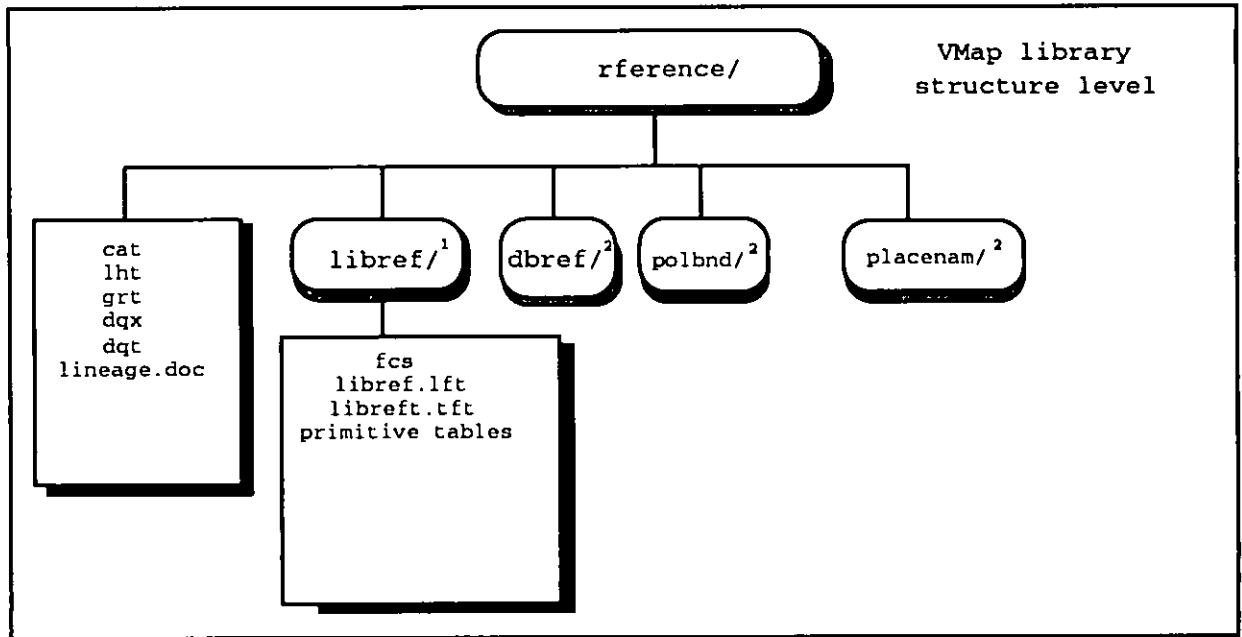 rference/
VMap library
structure level
cat
lht
grt
dqx
dqt
lineage.doc
libref/¹
dbref/²
polbnd/²
placenam/²
fcs
libref.lft
libreft.tft
primitive tables